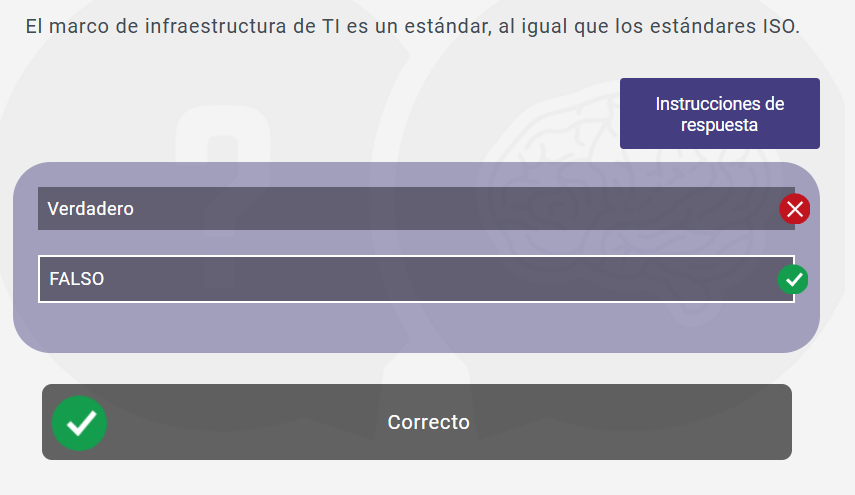 El marco de infraestructura de TI es un estándar, al igual que los estándares ISO.
Instrucciones de
respuesta
Verdadero
FALSO
Correcto